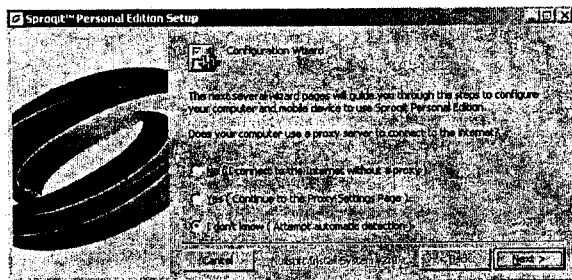 Sproqit™ Personal Edition Setup
Configuration Wizard
The next several wizard pages will guide you through the steps to configure
your computer and mobile device to use Sproqit Personal Edition.
Does your computer use a proxy server to connect to the internet?
No ( I connect to the Internet without a proxy )
Yes ( Continue to the Proxy Settings Page )
I don't know ( Attempt automatic detection )
Cancel
Nullsoft Install System
< Back
Next >